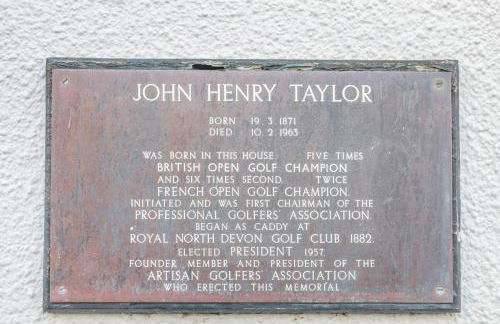 JOHN HENRY TAYLOR
BORN 19.3.1871
DIED 10.2.1963
WAS BORN IN THIS HOUSE FIVE TIMES
BRITISH OPEN GOLF CHAMPION
AND SIX TIMES SECOND TWICE
FRENCH OPEN GOLF CHAMPION.
INITIATED AND WAS FIRST CHAIRMAN OF THE
PROFESSIONAL GOLFERS' ASSOCIATION.
BEGAN AS CADDY AT
ROYAL NORTH DEVON GOLF CLUB 1882.
ELECTED PRESIDENT 1957.
FOUNDER MEMBER AND PRESIDENT OF THE
ARTISAN GOLFERS' ASSOCIATION
WHO ERECTED THIS MEMORIAL